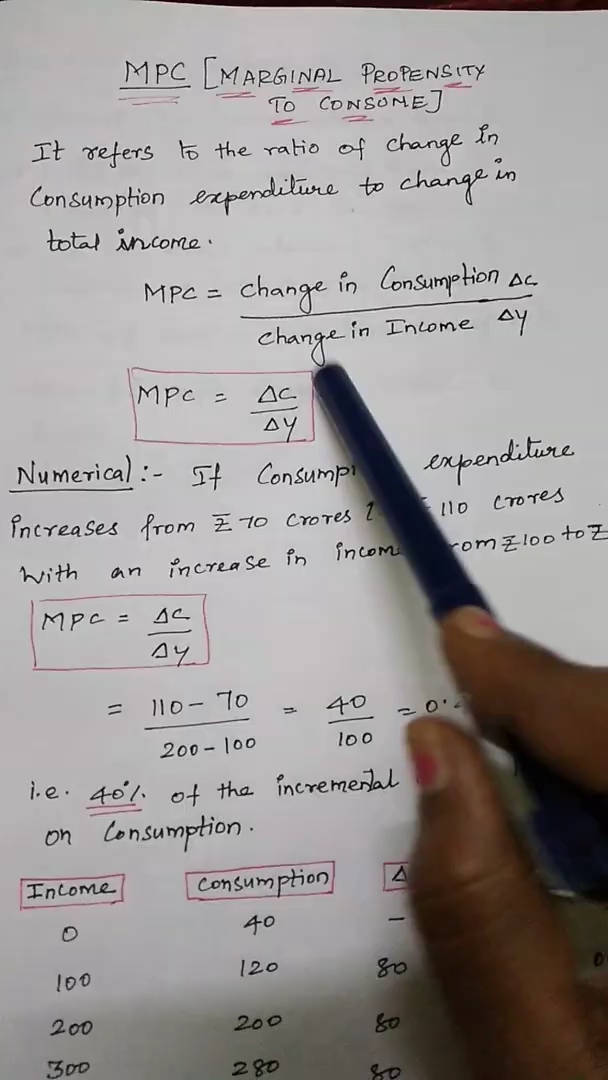 MPC [MARGINAL PROPENSITY
TO CONSUME]
It refers to the ratio of change in
Consumption expenditure to change in
total income.
MPC = change in Consumption ΔC
change in Income ΔY
MPC = ΔC
ΔY
Numerical:- If expenditure
increases from ₹70 crores ₹110 crores
with an increase in ₹100 to ₹
MPC = ΔC
ΔY
= 110-70 = 40
200-100 100
i.e. 40% of the incremental
on Consumption.
Income Consumption Δ
0 40 -
100 120 80
200 200 80
300 280 80